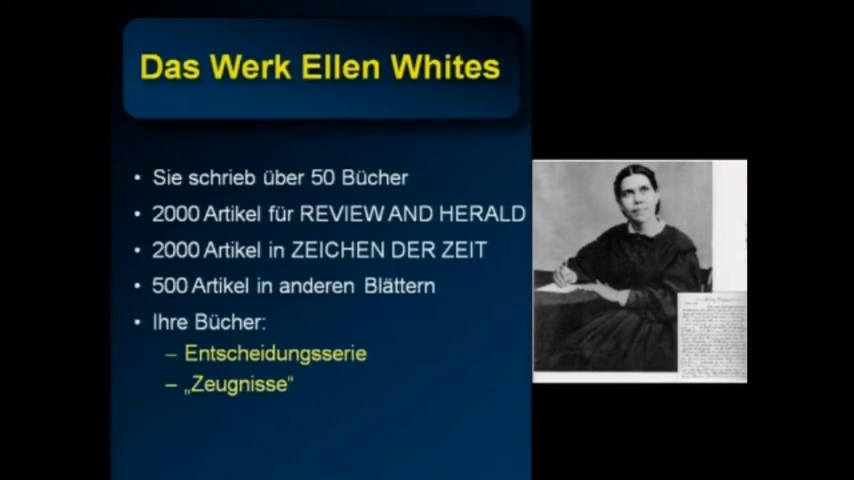 Das Werk Ellen Whites
• Sie schrieb über 50 Bücher
• 2000 Artikel für REVIEW AND HERALD
• 2000 Artikel in ZEICHEN DER ZEIT
• 500 Artikel in anderen Blättern
• Ihre Bücher:
– Entscheidungsserie
– „Zeugnisse“